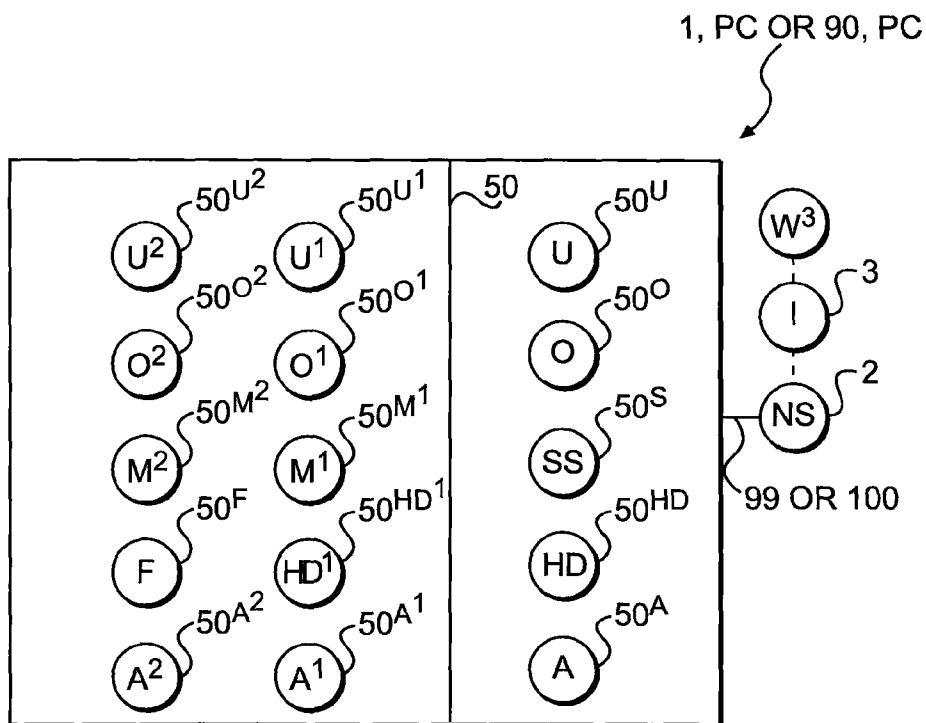 1, PC OR 90, PC
50U2 50U1 50 50U
U2 U1 U W3
50O2 50O1 50O 3
O2 O1 O I
50M2 50M1 50S 2
M2 M1 SS NS
50F 50HD1 50HD 99 OR 100
F HD1 HD
50A2 50A1 50A
A2 A1 A